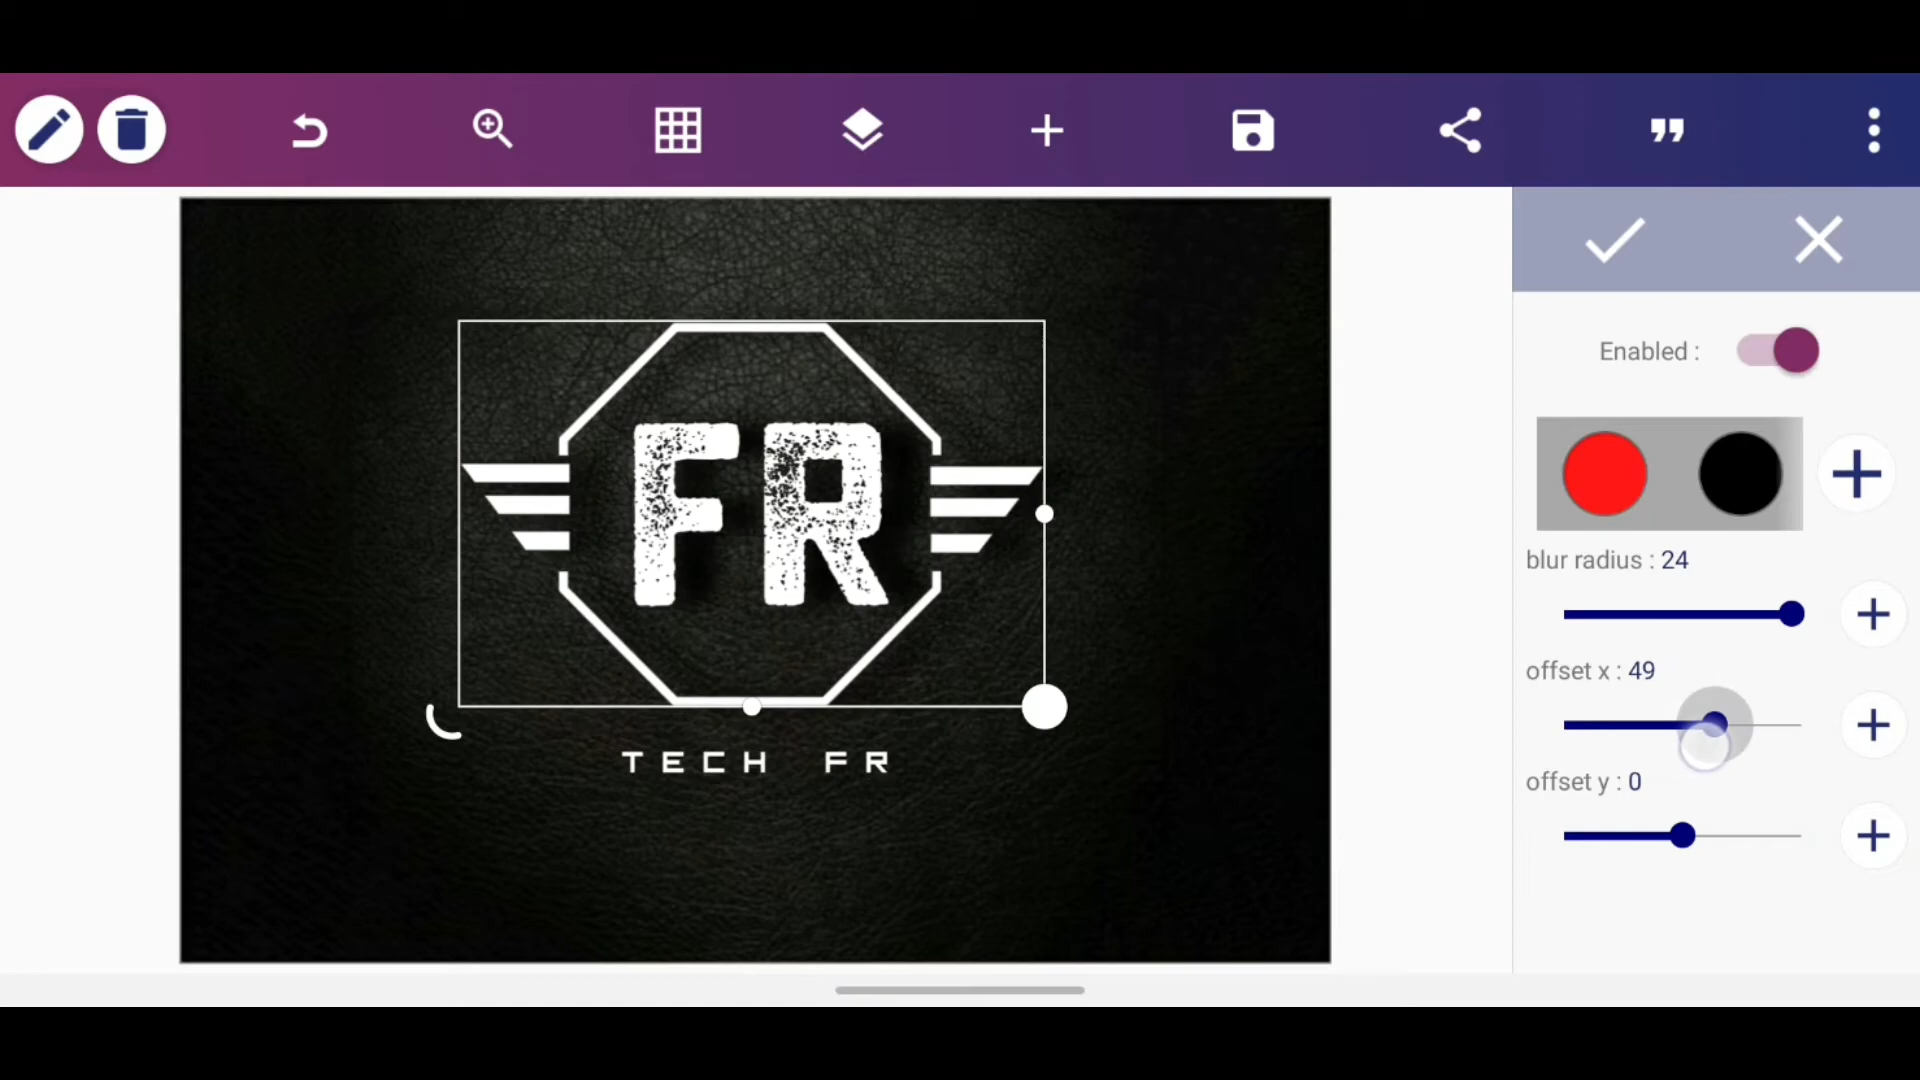 Enabled :
FR
blur radius : 24
offset x : 49
TECH FR
offset y : 0